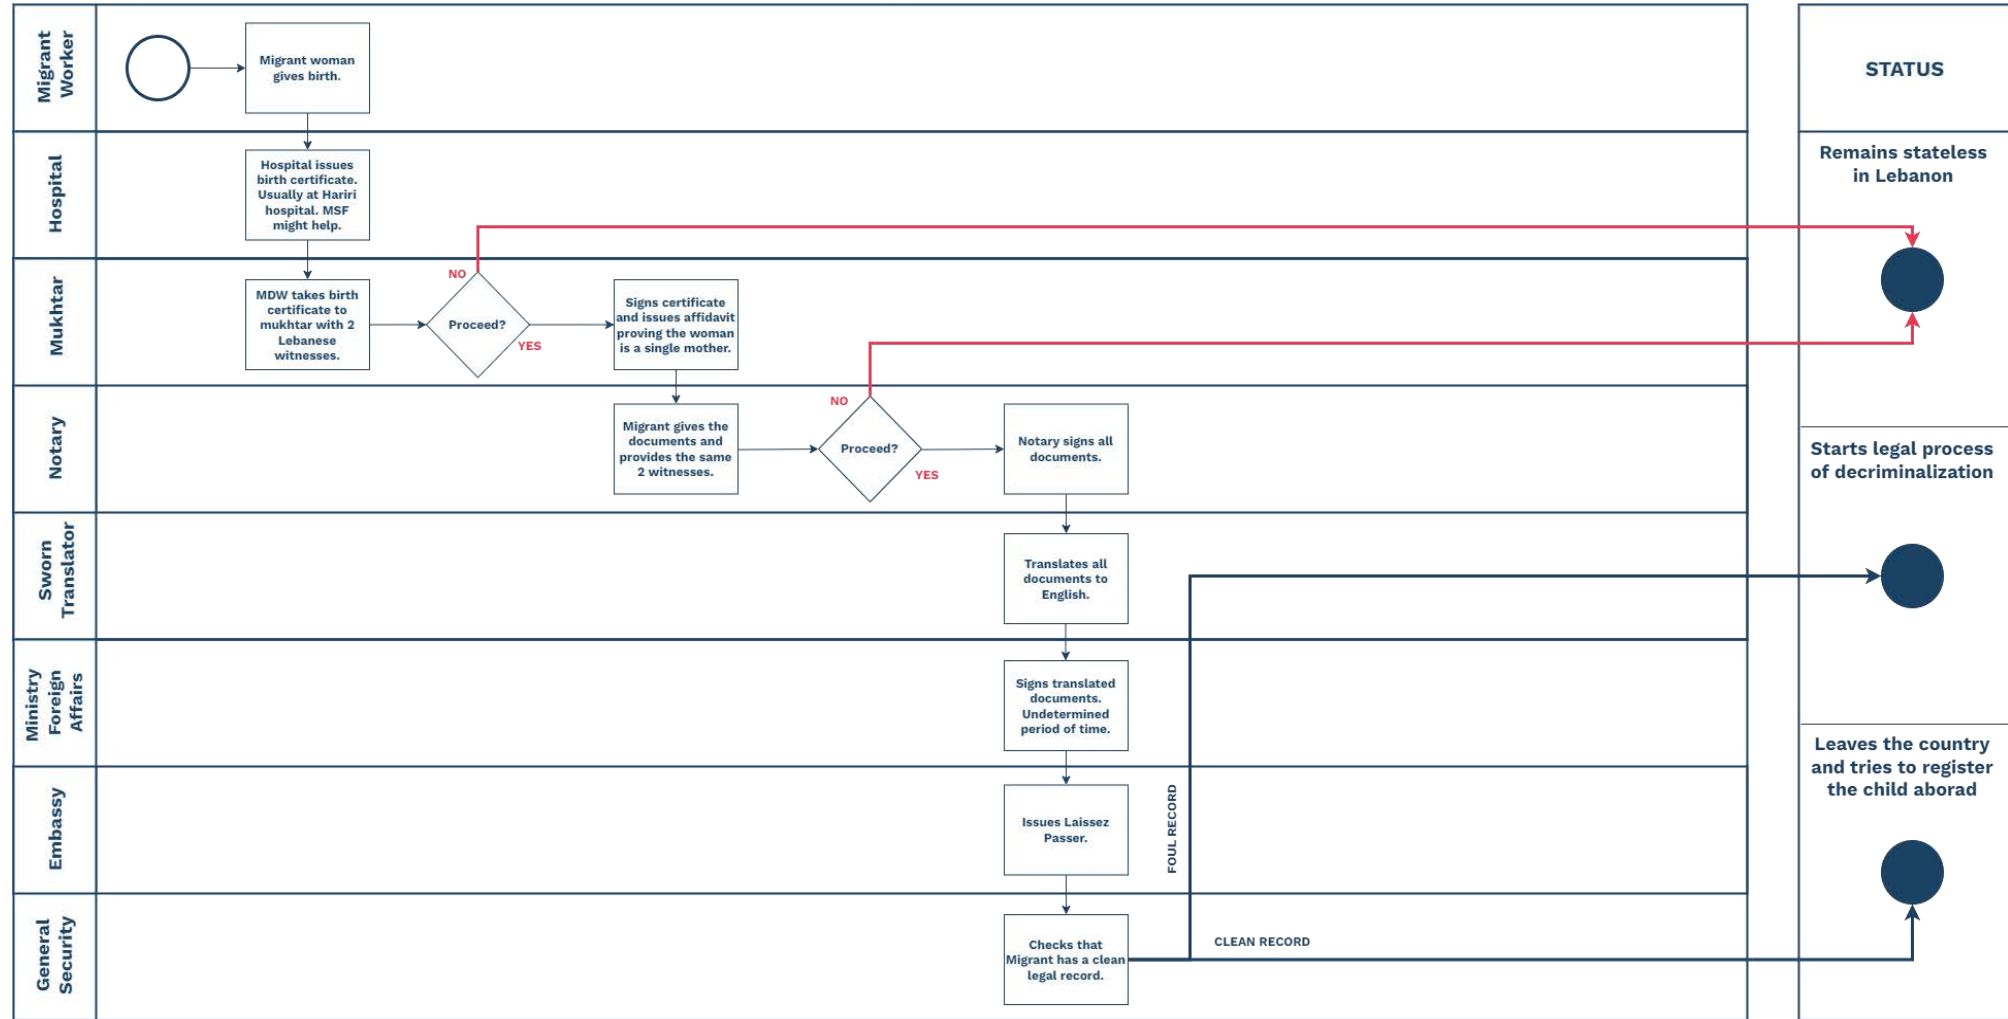 Migrant
Worker
Migrant woman
gives birth.
STATUS
Hospital
Hospital issues
birth certificate.
Usually at Hariri
hospital. MSF
might help.
Remains stateless
in Lebanon
Mukhtar
MDW takes birth
certificate to
mukhtar with 2
Lebanese
witnesses.
NO
Proceed?
YES
Signs certificate
and issues affidavit
proving the woman
is a single mother.
Notary
Migrant gives the
documents and
provides the same
2 witnesses.
NO
Proceed?
YES
Notary signs all
documents.
Starts legal process
of decriminalization
Sworn
Translator
Translates all
documents to
English.
Ministry
Foreign
Affairs
Signs translated
documents.
Undetermined
period of time.
Leaves the country
and tries to register
the child aborad
Embassy
Issues Laissez
Passer.
FOUL RECORD
General
Security
Checks that
Migrant has a clean
legal record.
CLEAN RECORD